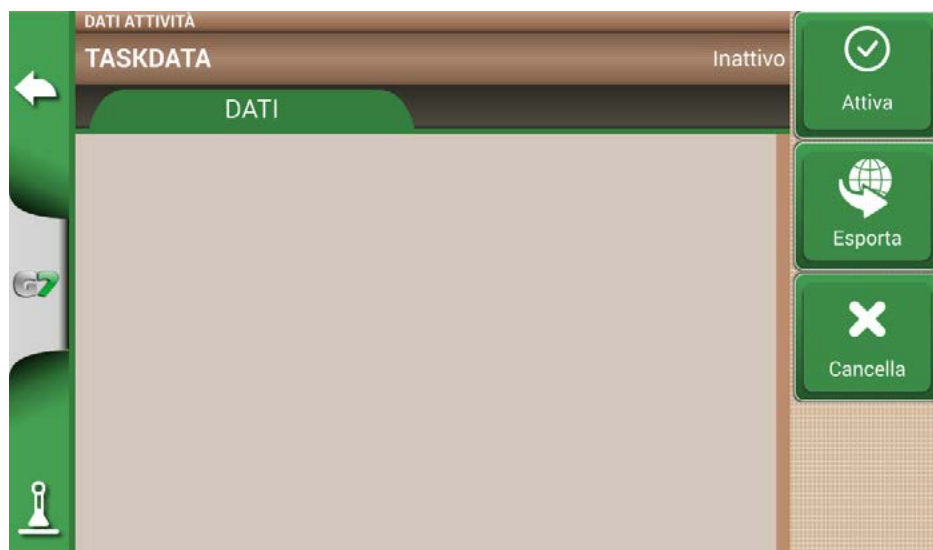 DATI ATTIVITÀ
TASKDATA
Inattivo
DATI
Attiva
Esporta
Cancella
G7